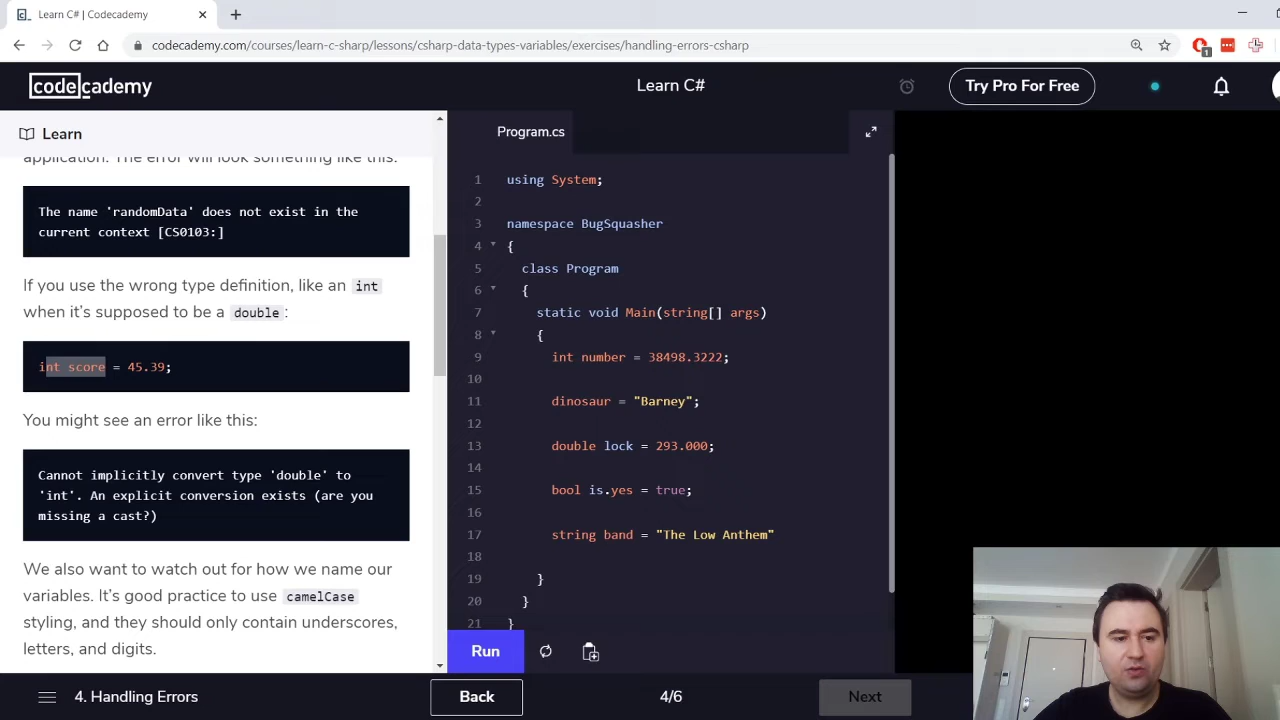 Learn C# | Codecademy
codecademy.com/courses/learn-c-sharp/lessons/csharp-data-types-variables/exercises/handling-errors-csharp
1
codecademy
Learn C#
Try Pro For Free
Learn
application. The error will look something like this:
The name 'randomData' does not exist in the
current context [CS0103:]
If you use the wrong type definition, like an int
when it's supposed to be a double:
int score = 45.39;
You might see an error like this:
Cannot implicitly convert type 'double' to
'int'. An explicit conversion exists (are you
missing a cast?)
We also want to watch out for how we name our
variables. It's good practice to use camelCase
styling, and they should only contain underscores,
letters, and digits.
Program.cs
1 using System;
2
3 namespace BugSquasher
4 {
5 class Program
6 {
7 static void Main(string[] args)
8 {
9 int number = 38498.3222;
10
11 dinosaur = "Barney";
12
13 double lock = 293.000;
14
15 bool is.yes = true;
16
17 string band = "The Low Anthem"
18
19 }
20 }
21 }
Run
4. Handling Errors
Back
4/6
Next